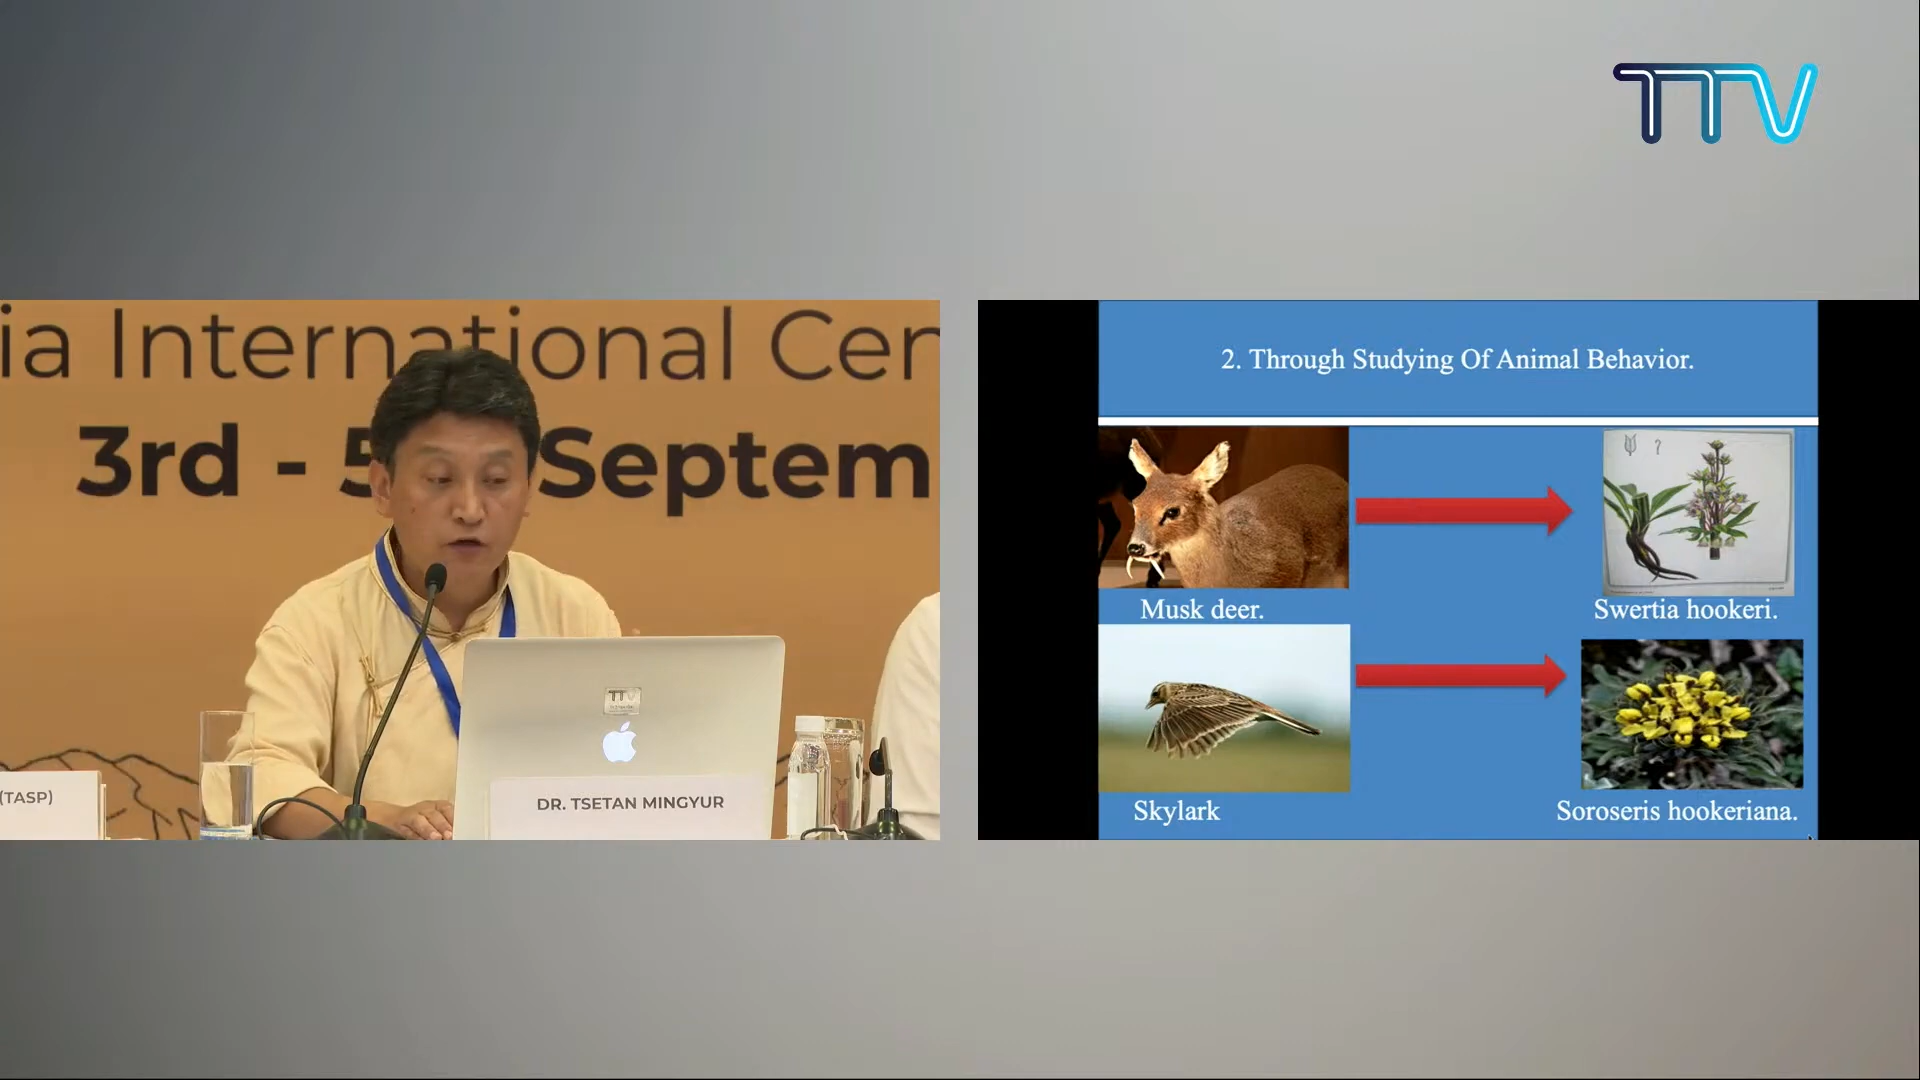 TTV
ia International Cen
3rd - 5 Septem
(TASP)
TTV
DR. TSETAN MINGYUR
2. Through Studying Of Animal Behavior.
?
Musk deer.
Swertia hookeri.
Skylark
Soroseris hookeriana.